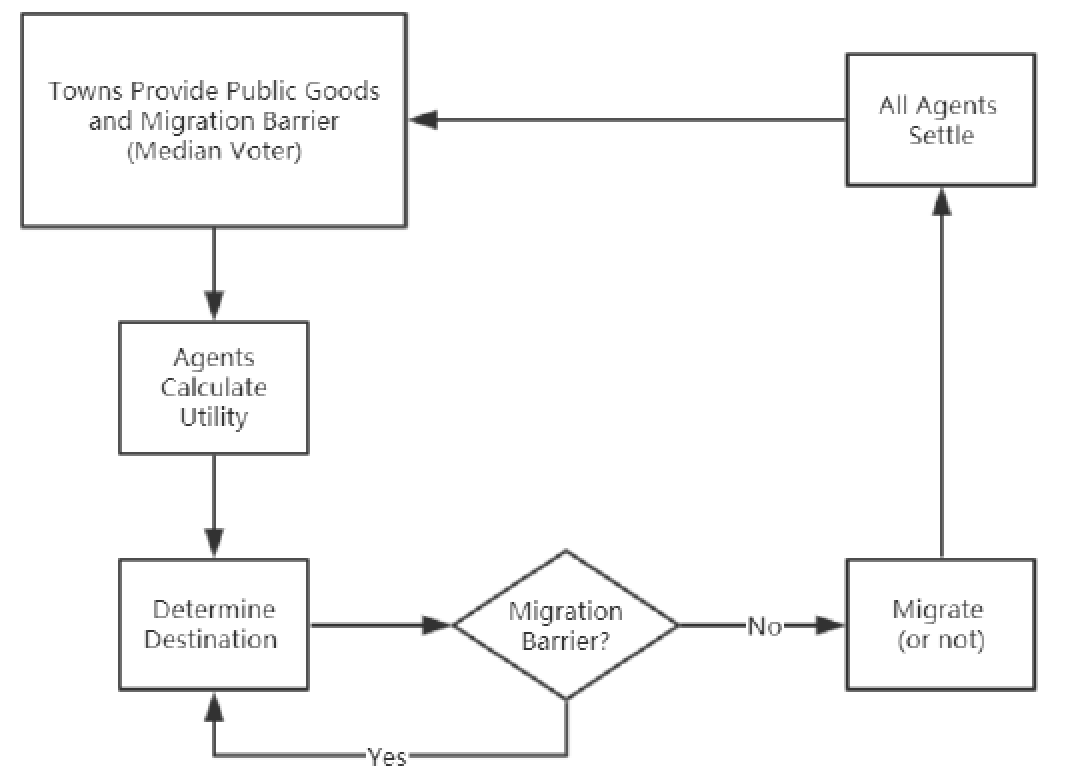 Towns Provide Public Goods
and Migration Barrier
(Median Voter)
All Agents
Settle
Agents
Calculate
Utility
Determine
Destination
Migration
Barrier?
No
Migrate
(or not)
Yes